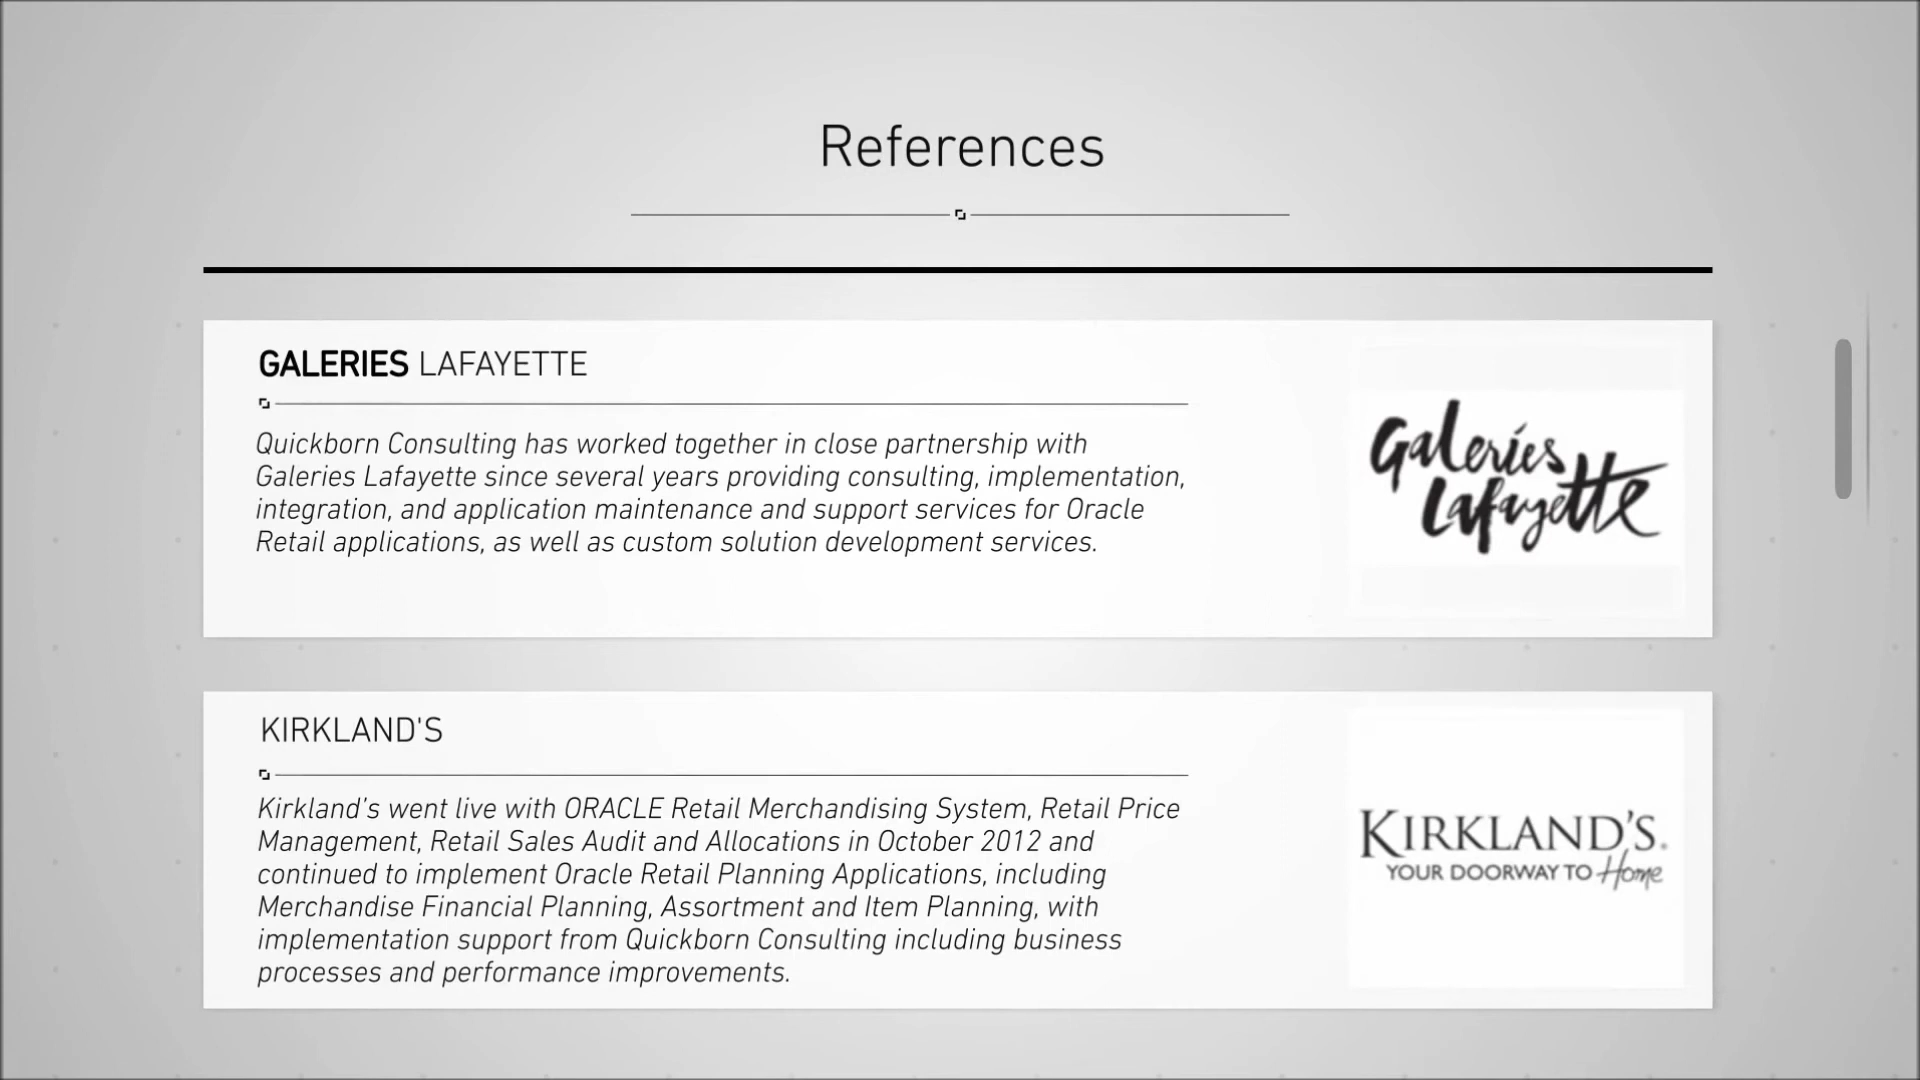 References
GALERIES LAFAYETTE
Quickborn Consulting has worked together in close partnership with
Galeries Lafayette since several years providing consulting, implementation,
integration, and application maintenance and support services for Oracle
Retail applications, as well as custom solution development services.
Galeries
Lafayette
KIRKLAND'S
Kirkland's went live with ORACLE Retail Merchandising System, Retail Price
Management, Retail Sales Audit and Allocations in October 2012 and
continued to implement Oracle Retail Planning Applications, including
Merchandise Financial Planning, Assortment and Item Planning, with
implementation support from Quickborn Consulting including business
processes and performance improvements.
KIRKLAND'S.
YOUR DOORWAY TO Home